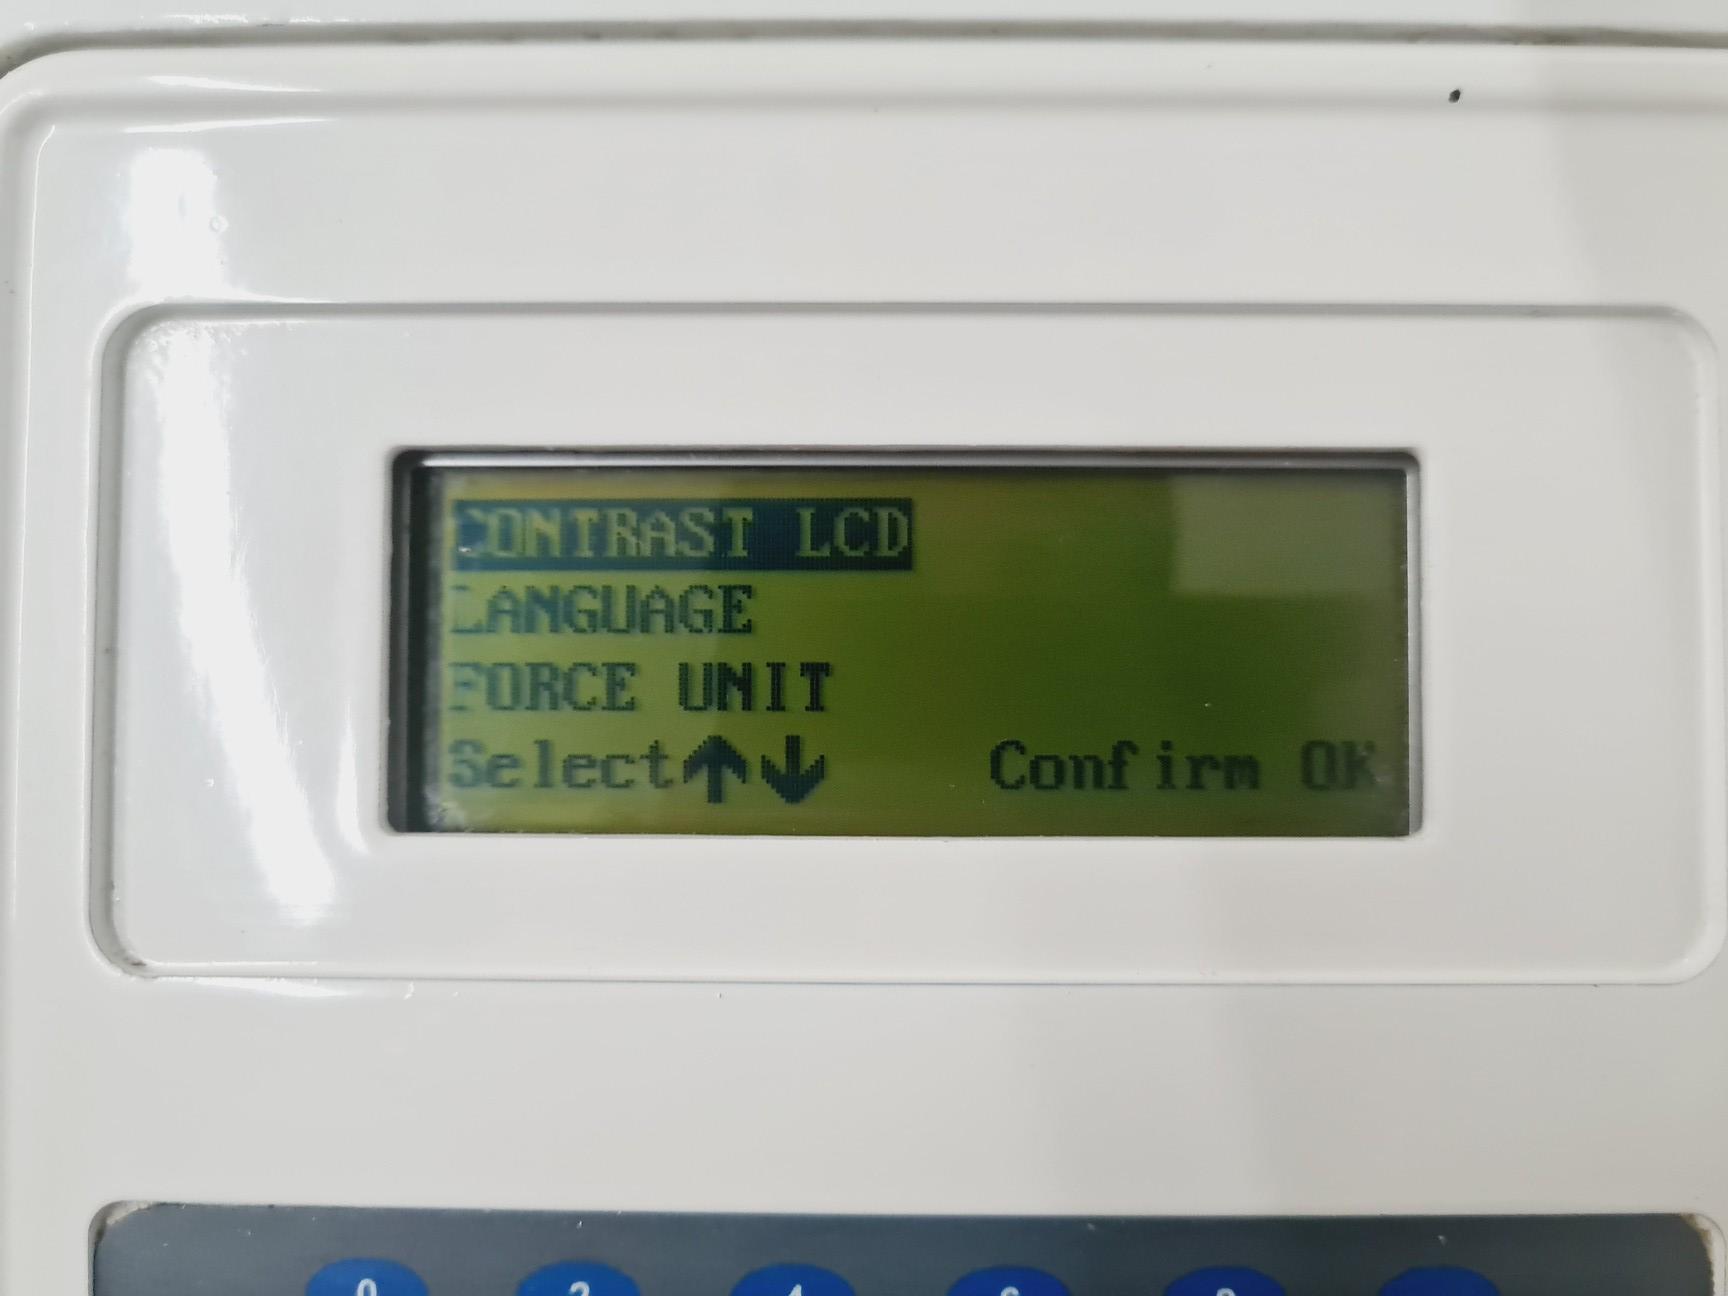 CONTRAST LCD
LANGUAGE
FORCE UNIT
Select↑↓ Confirm OK